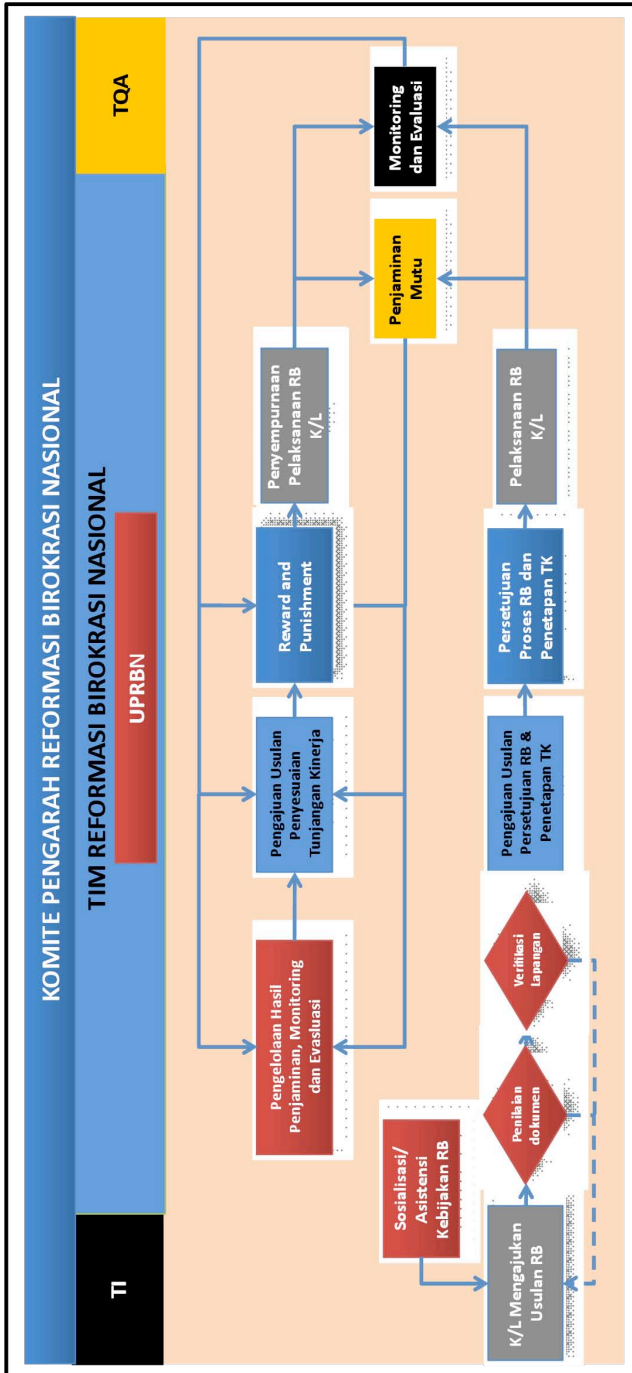 KOMITE PENGARAH REFORMASI BIROKRASI NASIONAL
TI
TIM REFORMASI BIROKRASI NASIONAL
UPRBN
TQA
Pengelolaan Hasil
Penjaminan, Monitoring
dan Evasluasi
Pengajuan Usulan
Penyesuaian
Tunjangan Kinerja
Reward and
Punishment
Penyempurnaan
Pelaksanaan RB
K/L
Sosialisasi/
Asistensi
Kebijakan RB
Penjaminan
Mutu
Monitoring
dan Evaluasi
K/L Mengajukan
Usulan RB
Penilaian
dokumen
Verifikasi
Lapangan
Pengajuan Usulan
Persetujuan RB &
Penetapan TK
Persetujuan
Proses RB dan
Penetapan TK
Pelaksanaan RB
K/L